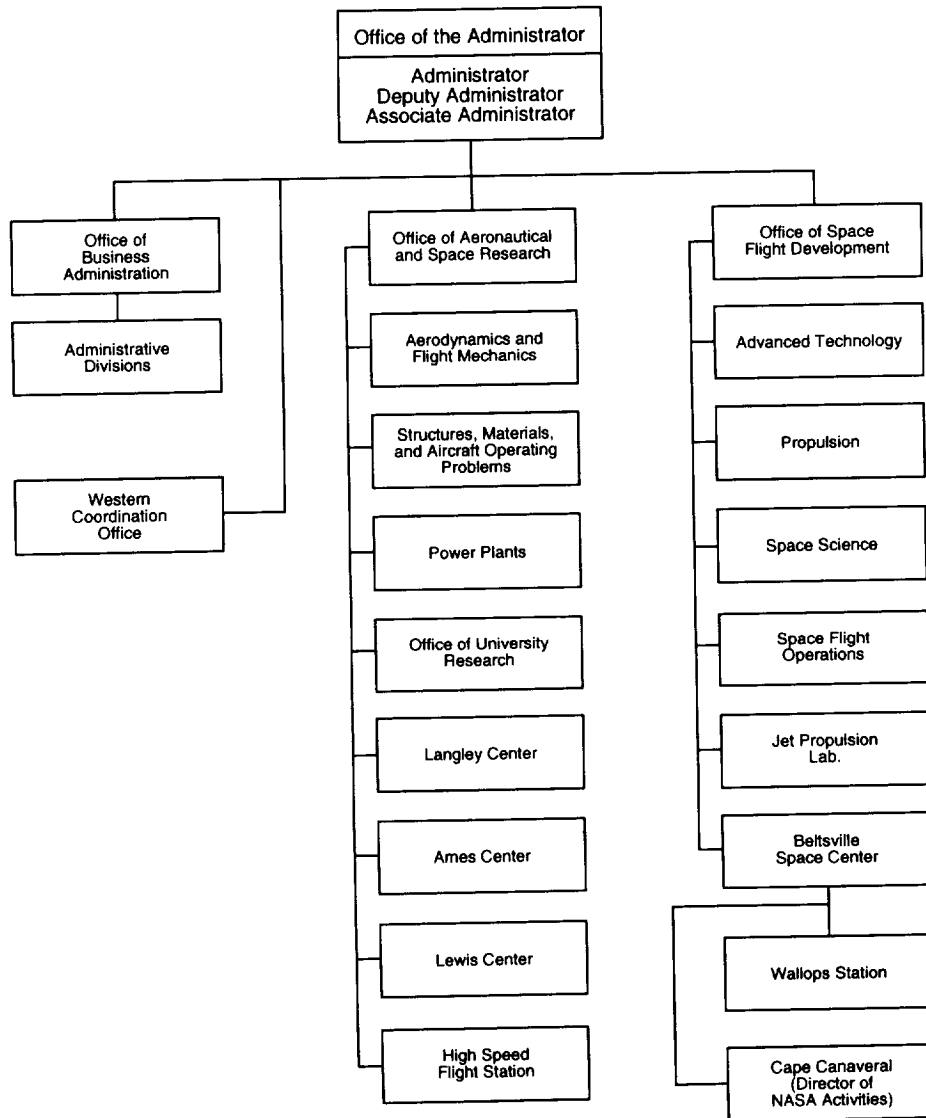 Office of the Administrator
Administrator
Deputy Administrator
Associate Administrator
Office of
Business
Administration
Administrative
Divisions
Western
Coordination
Office
Office of Aeronautical
and Space Research
Aerodynamics and
Flight Mechanics
Structures, Materials,
and Aircraft Operating
Problems
Power Plants
Office of University
Research
Langley Center
Ames Center
Lewis Center
High Speed
Flight Station
Office of Space
Flight Development
Advanced Technology
Propulsion
Space Science
Space Flight
Operations
Jet Propulsion
Lab.
Beltsville
Space Center
Wallops Station
Cape Canaveral
(Director of
NASA Activities)